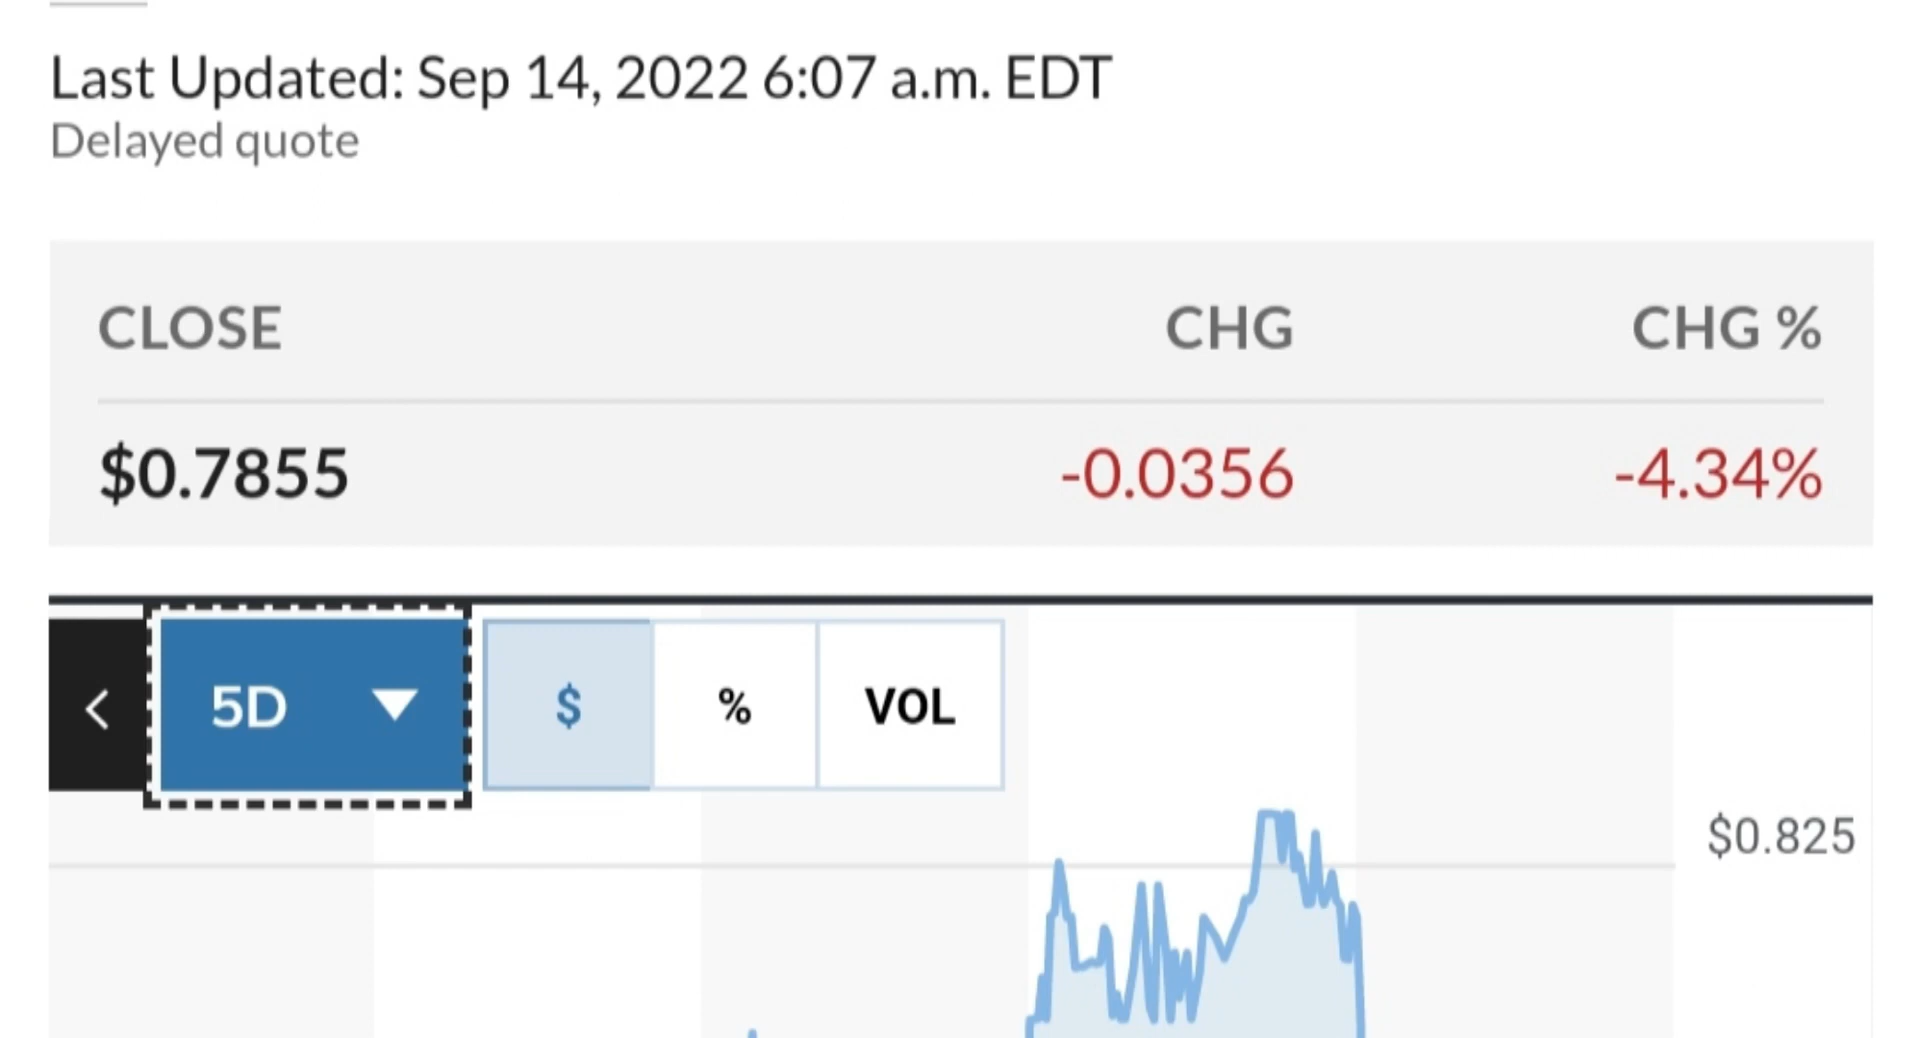 Last Updated: Sep 14, 2022 6:07 a.m. EDT
Delayed quote
CLOSE CHG CHG %
$0.7855 -0.0356 -4.34%
5D $ % VOL
$0.825